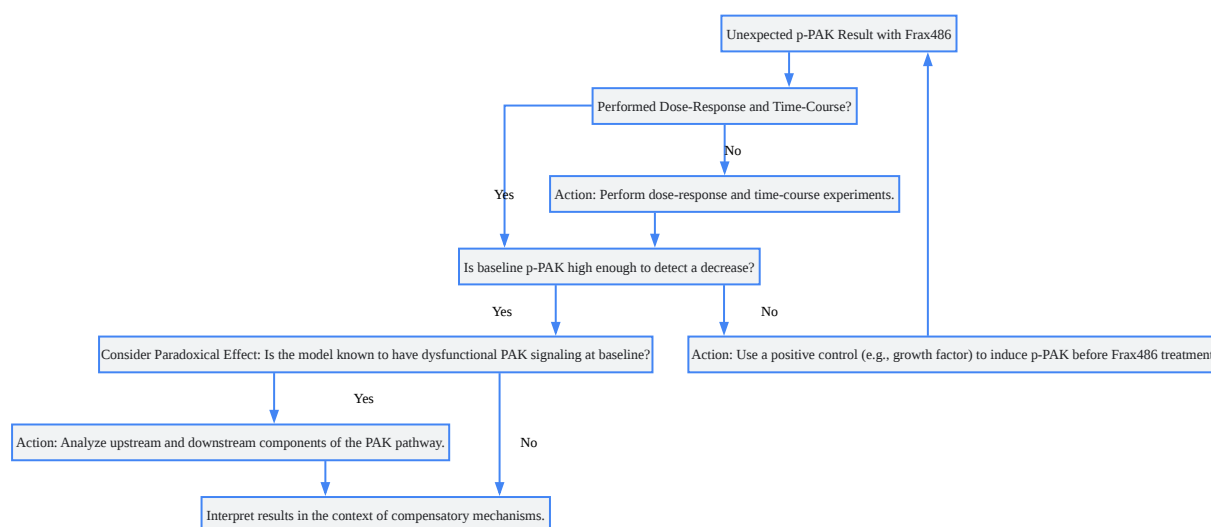 Unexpected p-PAK Result with Frax486
Performed Dose-Response and Time-Course?
No
Yes
Action: Perform dose-response and time-course experiments.
Is baseline p-PAK high enough to detect a decrease?
Yes
No
Consider Paradoxical Effect: Is the model known to have dysfunctional PAK signaling at baseline?
Action: Use a positive control (e.g., growth factor) to induce p-PAK before Frax486 treatment
Yes
Action: Analyze upstream and downstream components of the PAK pathway.
No
Interpret results in the context of compensatory mechanisms.